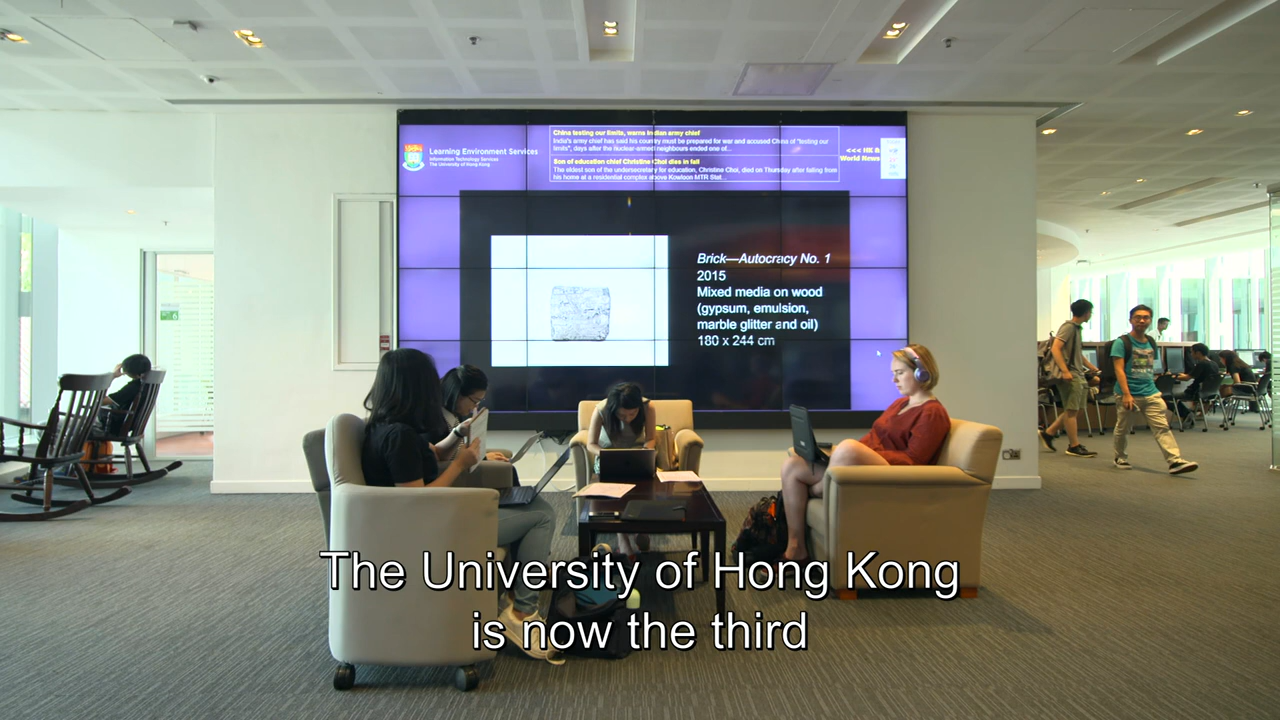 China testing our limits, warns Indian army chief
India's army chief has said his country must be prepared for war and accused China of "testing our
limits", days after the nuclear-armed neighbours ended one of...
Learning Environment Services
Information Technology Services
The University of Hong Kong
<<< HK &
World News
Son of education chief Christine Choi dies in fall
The eldest son of the undersecretary for education, Christine Choi, died on Thursday after falling from
his home at a residential complex above Kowloon MTR Stat...
Brick—Autocracy No. 1
2015
Mixed media on wood
(gypsum, emulsion,
marble glitter and oil)
180 x 244 cm
The University of Hong Kong
is now the third